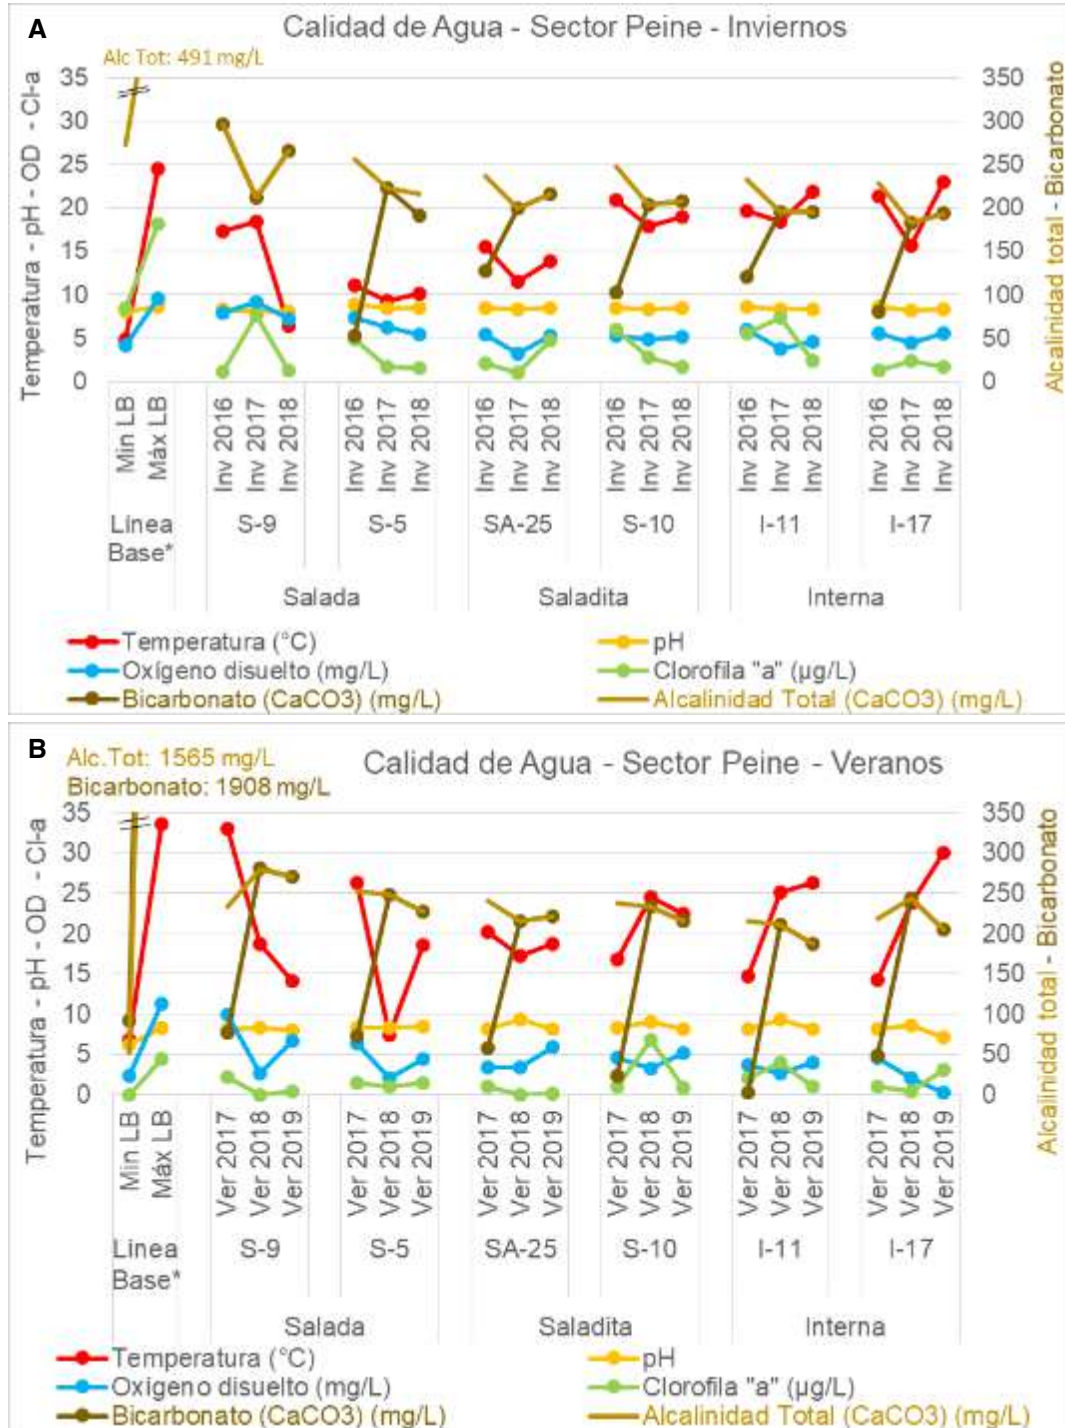 A
Calidad de Agua - Sector Peine - Inviernos
Alc Tot: 491 mg/L
Temperatura - pH - OD - Cl-a
35
30
25
20
15
10
5
0
350
300
250
200
150
100
50
0
Alcalinidad total - Bicarbonato
Min LB
Máx LB
Inv 2016
Inv 2017
Inv 2018
Inv 2016
Inv 2017
Inv 2018
Inv 2016
Inv 2017
Inv 2018
Inv 2016
Inv 2017
Inv 2018
Inv 2016
Inv 2017
Inv 2018
Inv 2016
Inv 2017
Inv 2018
Línea
Base*
S-9
S-5
SA-25
S-10
I-11
I-17
Salada
Saladita
Interna
Temperatura (°C)
pH
Oxígeno disuelto (mg/L)
Clorofila "a" (µg/L)
Bicarbonato (CaCO3) (mg/L)
Alcalinidad Total (CaCO3) (mg/L)
B
Alc.Tot: 1565 mg/L
Bicarbonato: 1908 mg/L
Calidad de Agua - Sector Peine - Veranos
Temperatura - pH - OD - Cl-a
35
30
25
20
15
10
5
0
350
300
250
200
150
100
50
0
Alcalinidad total - Bicarbonato
Min LB
Máx LB
Ver 2017
Ver 2018
Ver 2019
Ver 2017
Ver 2018
Ver 2019
Ver 2017
Ver 2018
Ver 2019
Ver 2017
Ver 2018
Ver 2019
Ver 2017
Ver 2018
Ver 2019
Ver 2017
Ver 2018
Ver 2019
Línea
Base*
S-9
S-5
SA-25
S-10
I-11
I-17
Salada
Saladita
Interna
Temperatura (°C)
pH
Oxígeno disuelto (mg/L)
Clorofila "a" (µg/L)
Bicarbonato (CaCO3) (mg/L)
Alcalinidad Total (CaCO3) (mg/L)